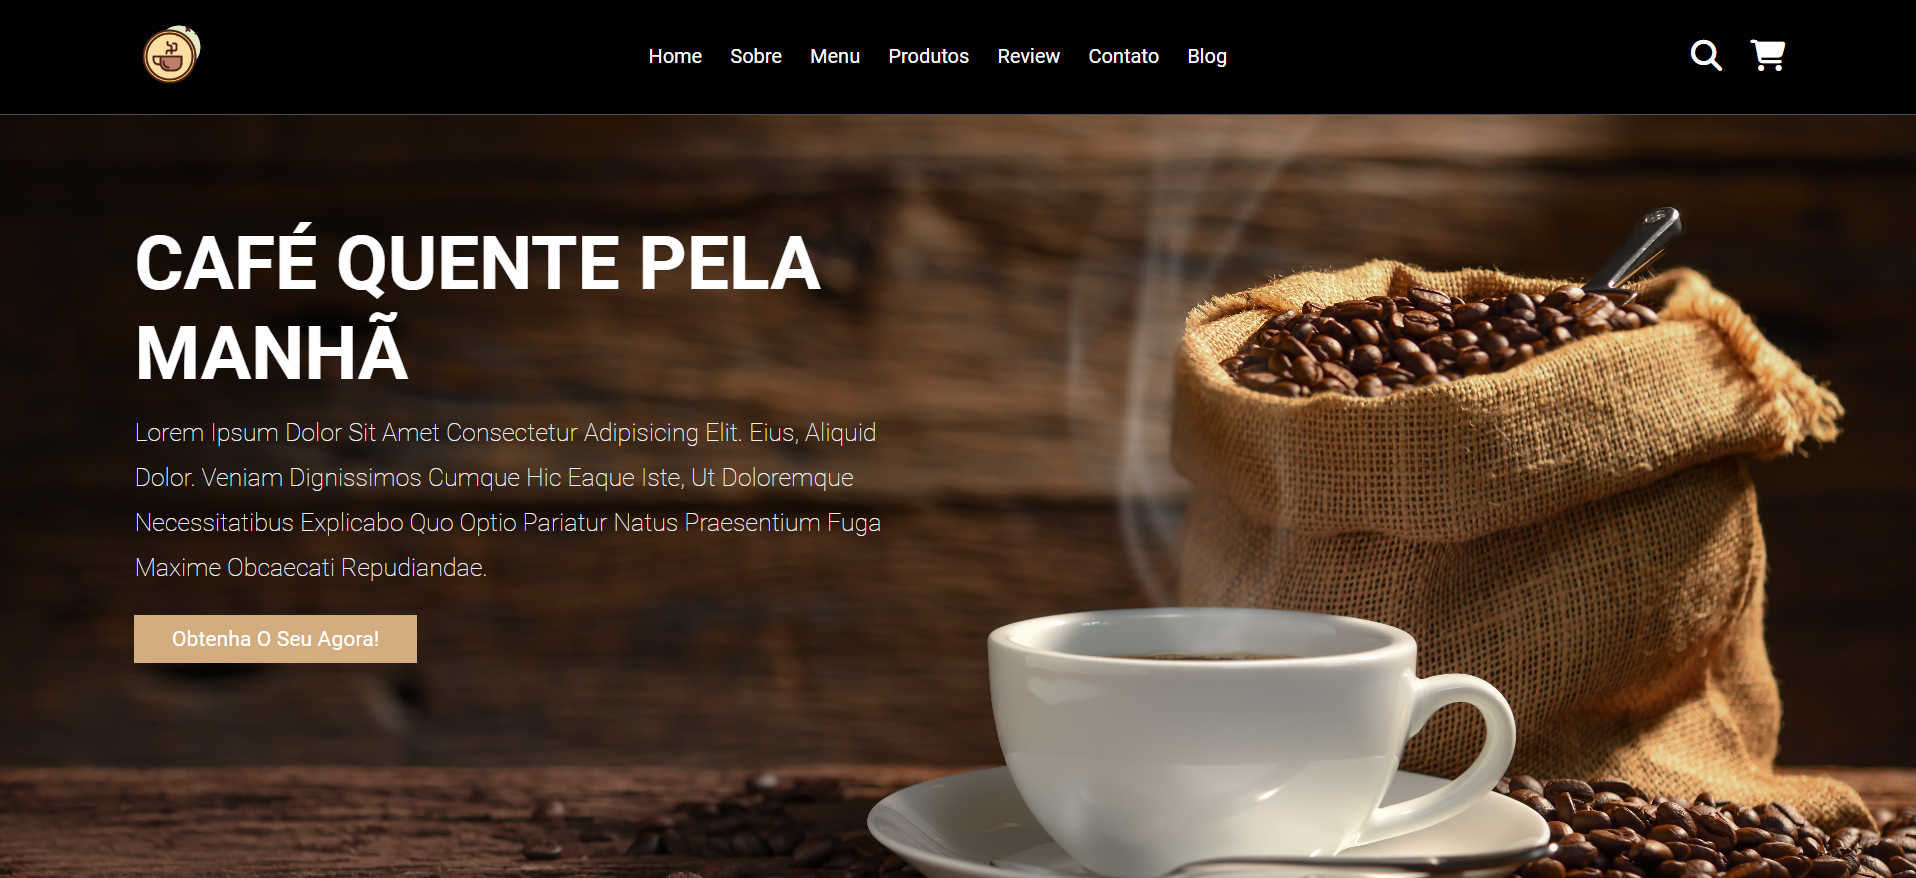 Home Sobre Menu Produtos Review Contato Blog
CAFÉ QUENTE PELA
MANHÃ
Lorem Ipsum Dolor Sit Amet Consectetur Adipisicing Elit. Eius, Aliquid
Dolor. Veniam Dignissimos Cumque Hic Eaque Iste, Ut Doloremque
Necessitatibus Explicabo Quo Optio Pariatur Natus Praesentium Fuga
Maxime Obcaecati Repudiandae.
Obtenha O Seu Agora!